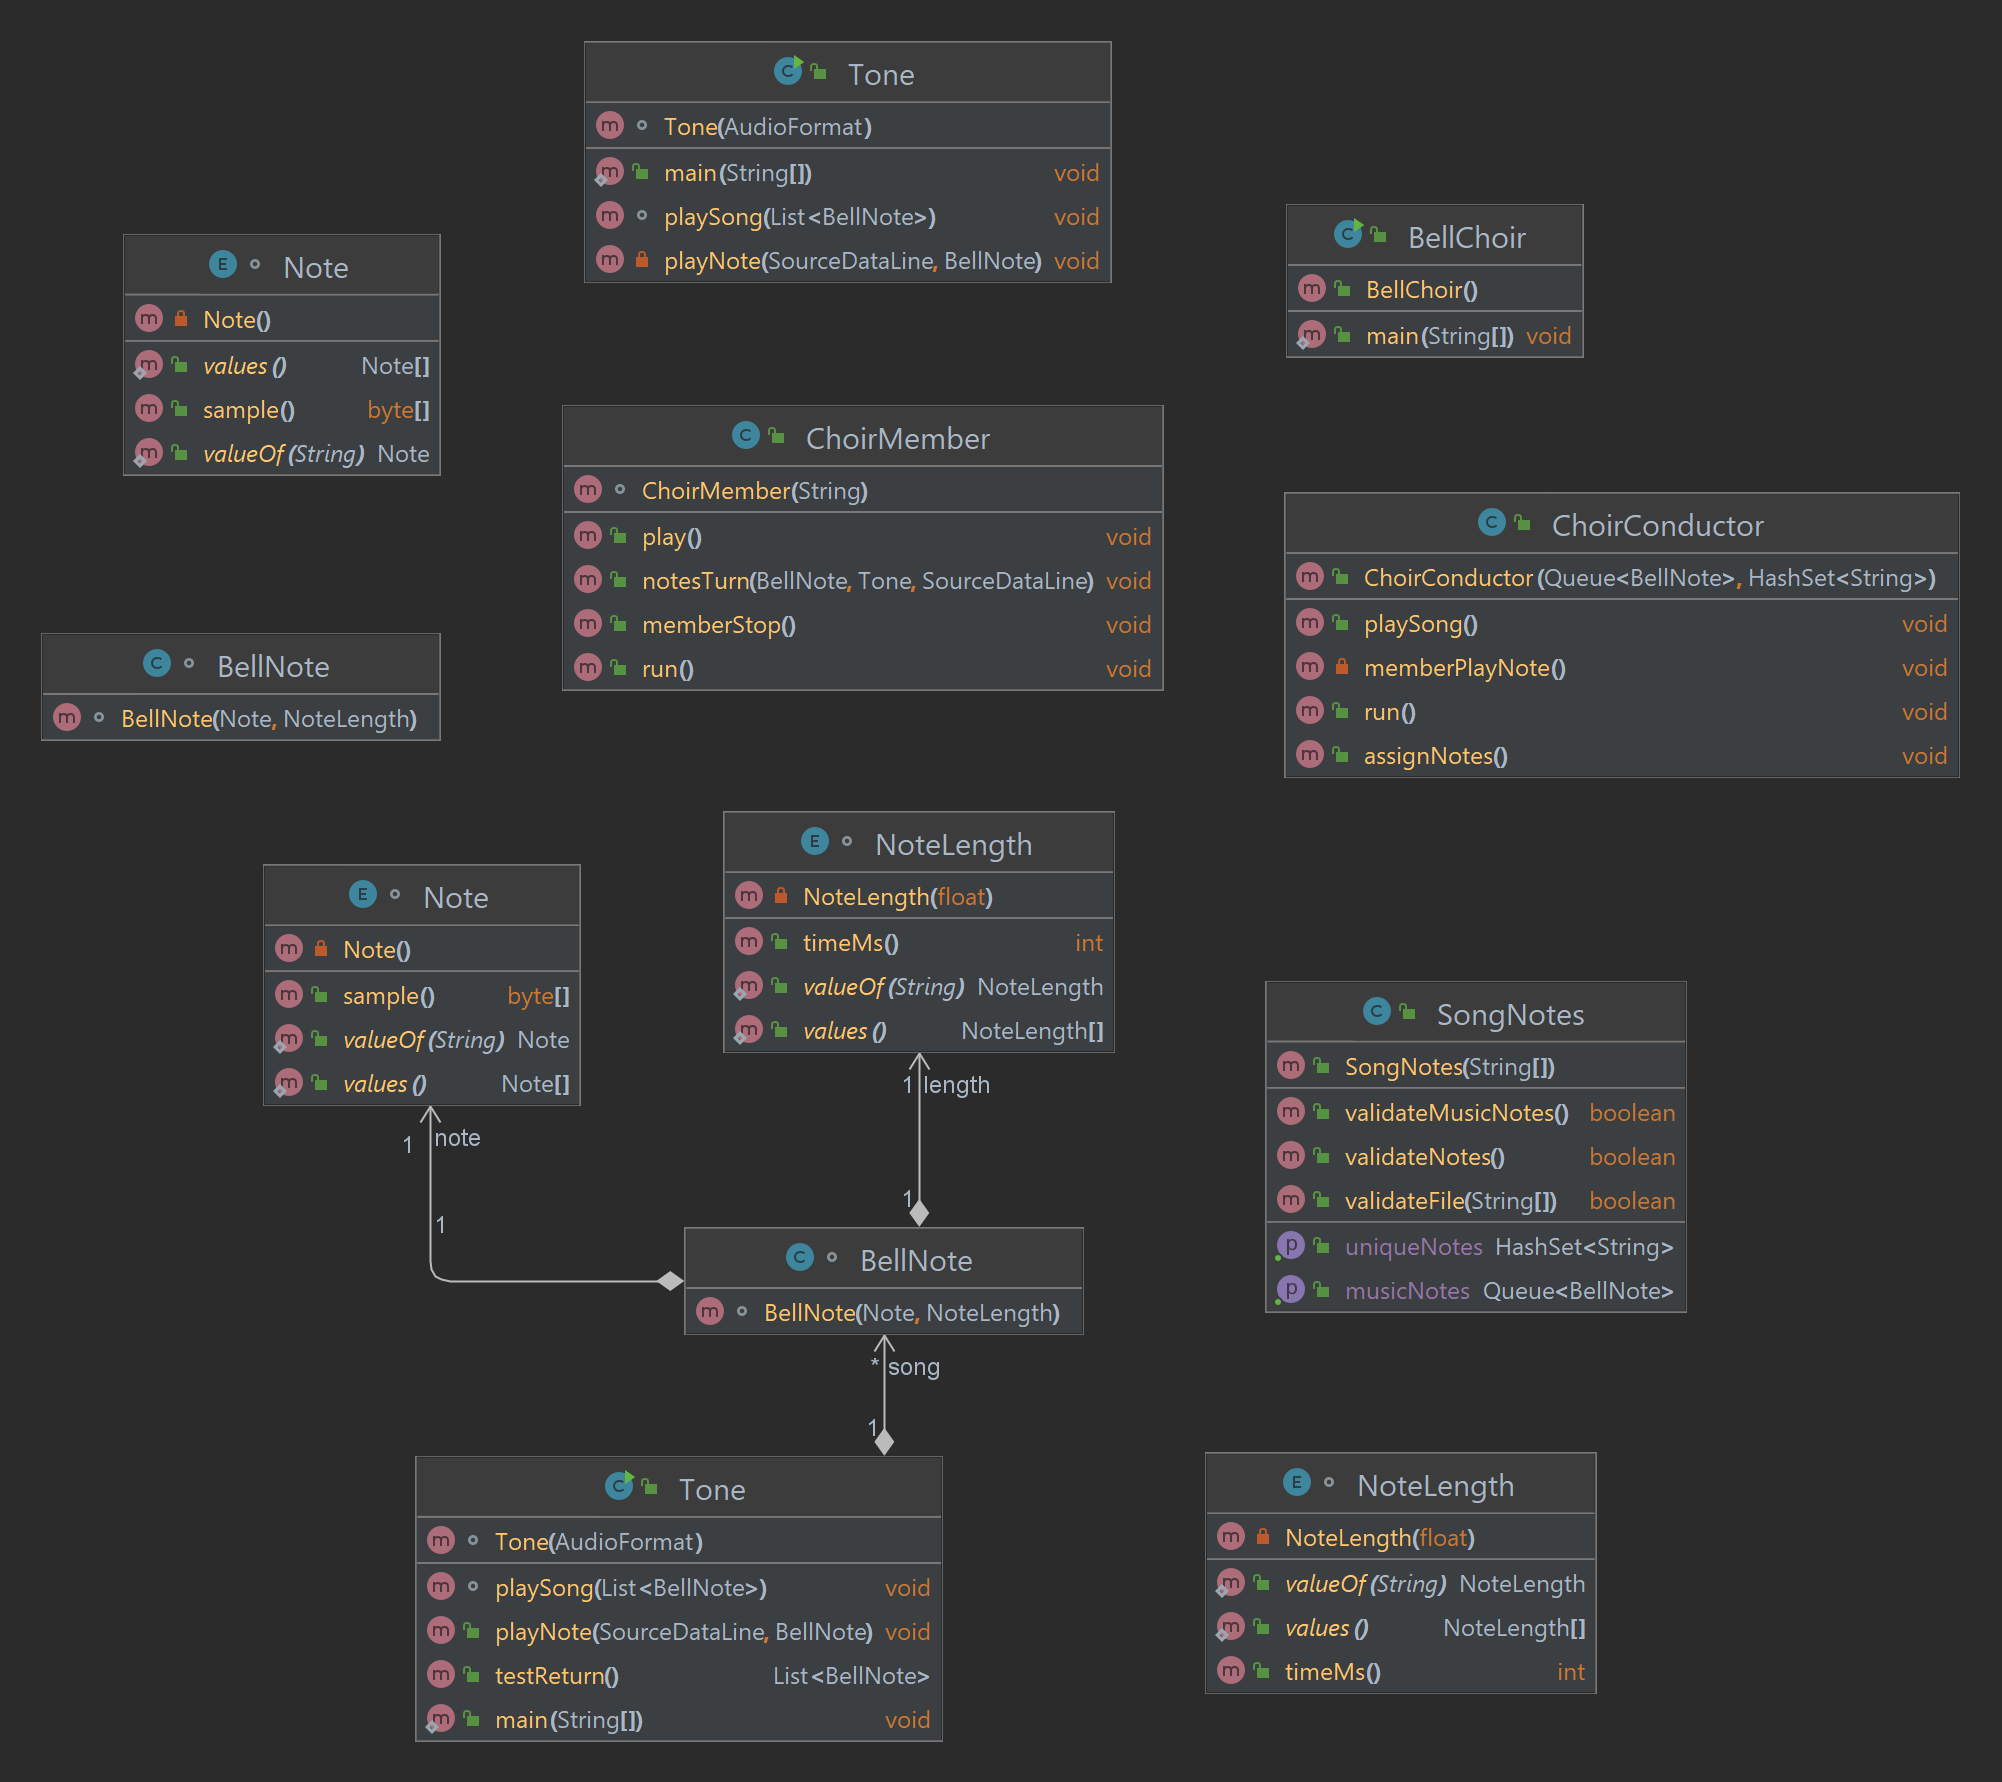 Tone
Tone(AudioFormat)
main(String[]) void
playSong(List<BellNote>) void
playNote(SourceDataLine, BellNote) void
BellChoir
BellChoir()
main(String[]) void
Note
Note()
values() Note[]
sample() byte[]
valueOf(String) Note
ChoirMember
ChoirMember(String)
play() void
notesTurn(BellNote, Tone, SourceDataLine) void
memberStop() void
run() void
ChoirConductor
ChoirConductor(Queue<BellNote>, HashSet<String>)
playSong() void
memberPlayNote() void
run() void
assignNotes() void
BellNote
BellNote(Note, NoteLength)
NoteLength
NoteLength(float)
timeMs() int
valueOf(String) NoteLength
values() NoteLength[]
Note
Note()
sample() byte[]
valueOf(String) Note
values() Note[]
1 length
1 note
1
1
SongNotes
SongNotes(String[])
validateMusicNotes() boolean
validateNotes() boolean
validateFile(String[]) boolean
uniqueNotes HashSet<String>
musicNotes Queue<BellNote>
BellNote
BellNote(Note, NoteLength)
* song
1
Tone
Tone(AudioFormat)
playSong(List<BellNote>) void
playNote(SourceDataLine, BellNote) void
testReturn() List<BellNote>
main(String[]) void
NoteLength
NoteLength(float)
valueOf(String) NoteLength
values() NoteLength[]
timeMs() int